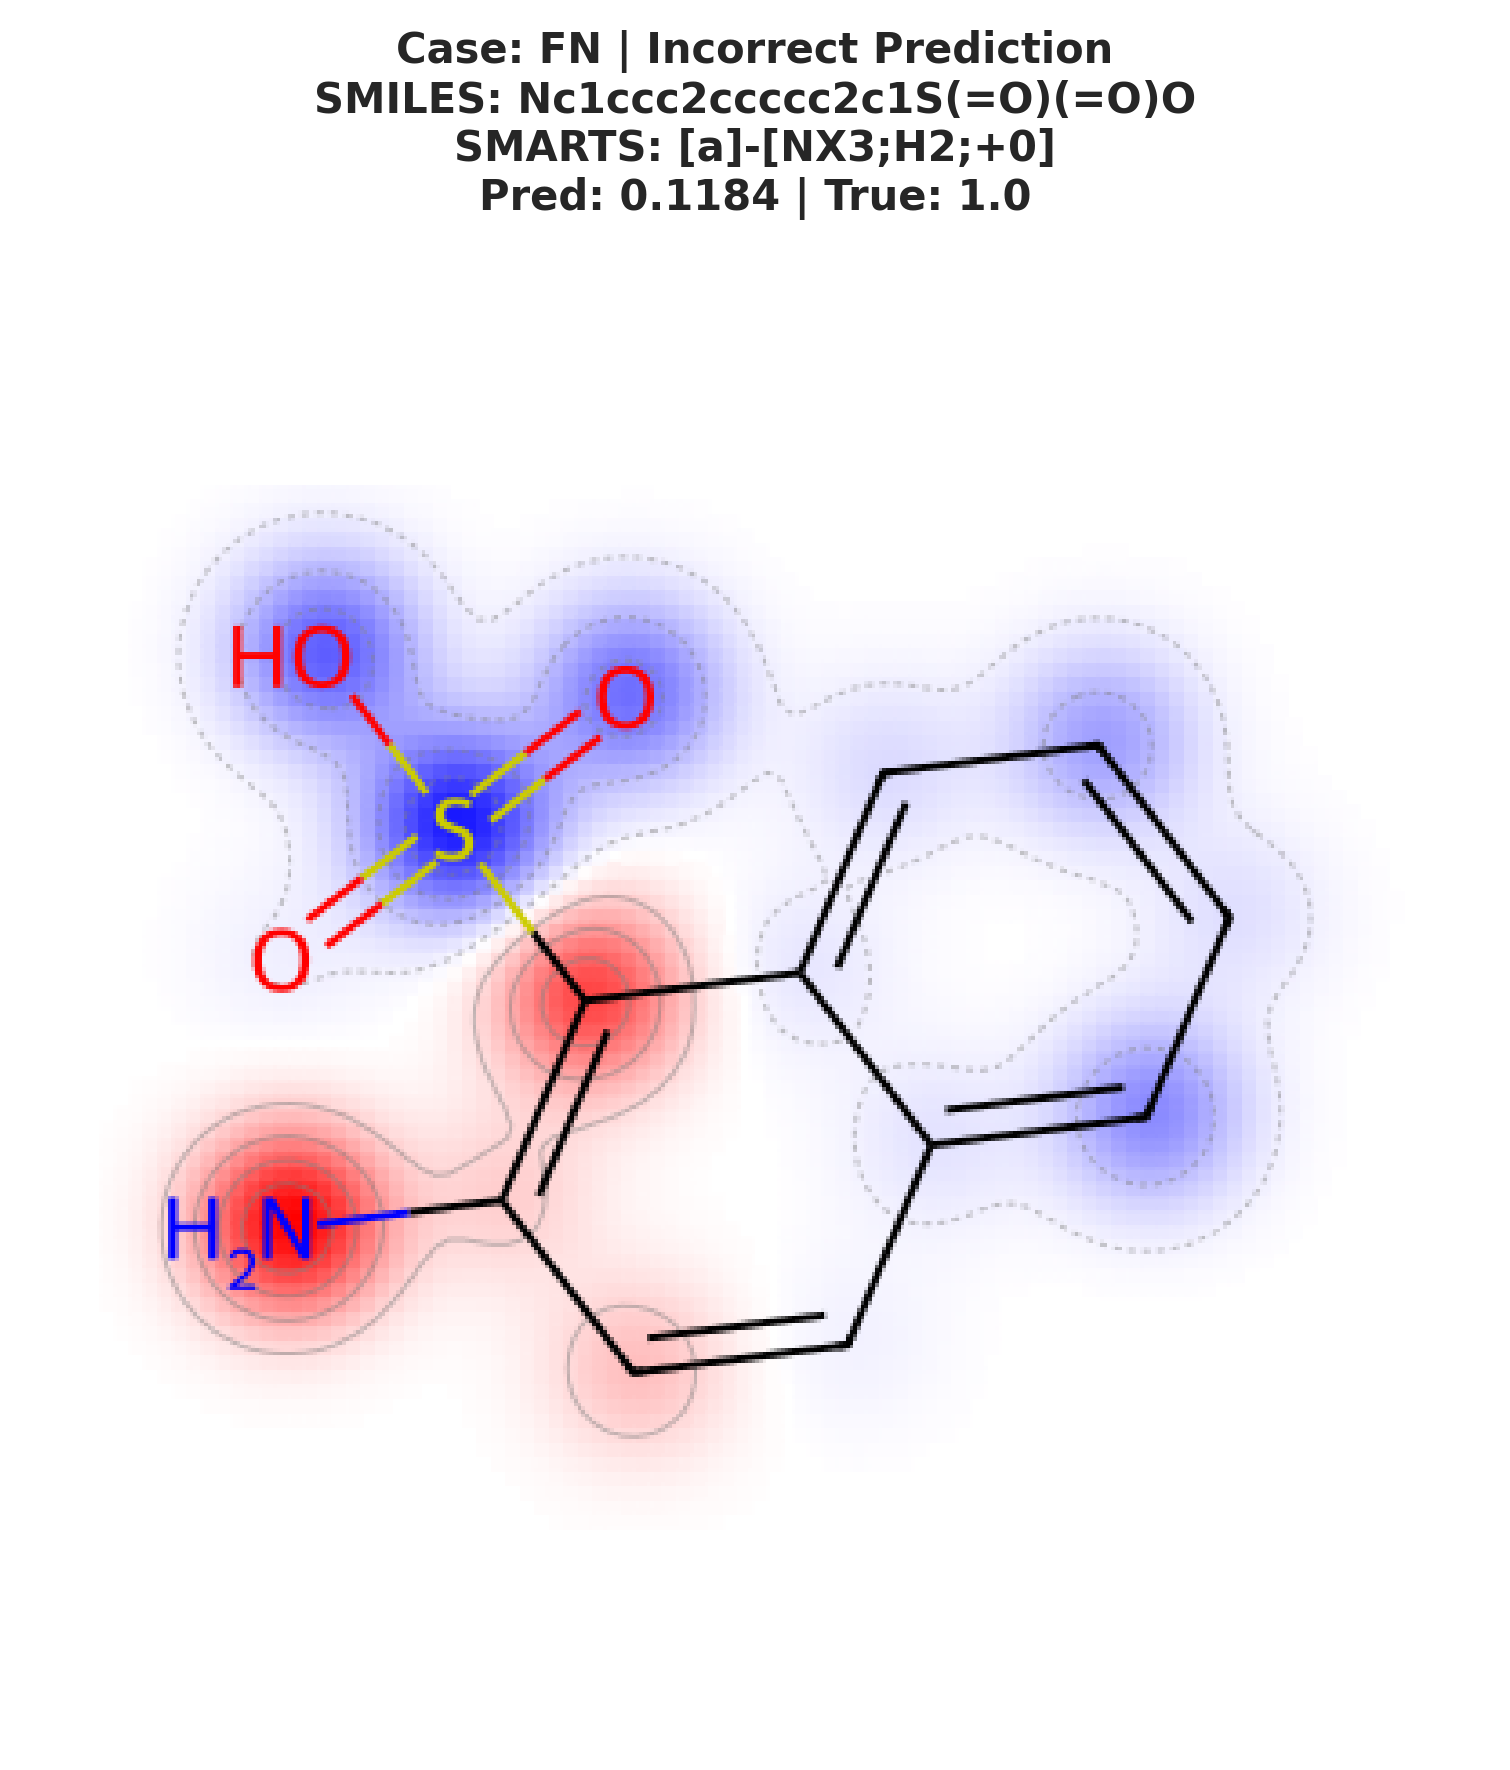 Case: FN | Incorrect Prediction
SMILES: Nc1ccc2ccccc2c1S(=O)(=O)O
SMARTS: [a]-[NX3;H2;+0]
Pred: 0.1184 | True: 1.0
HO
O
S
O
H2N